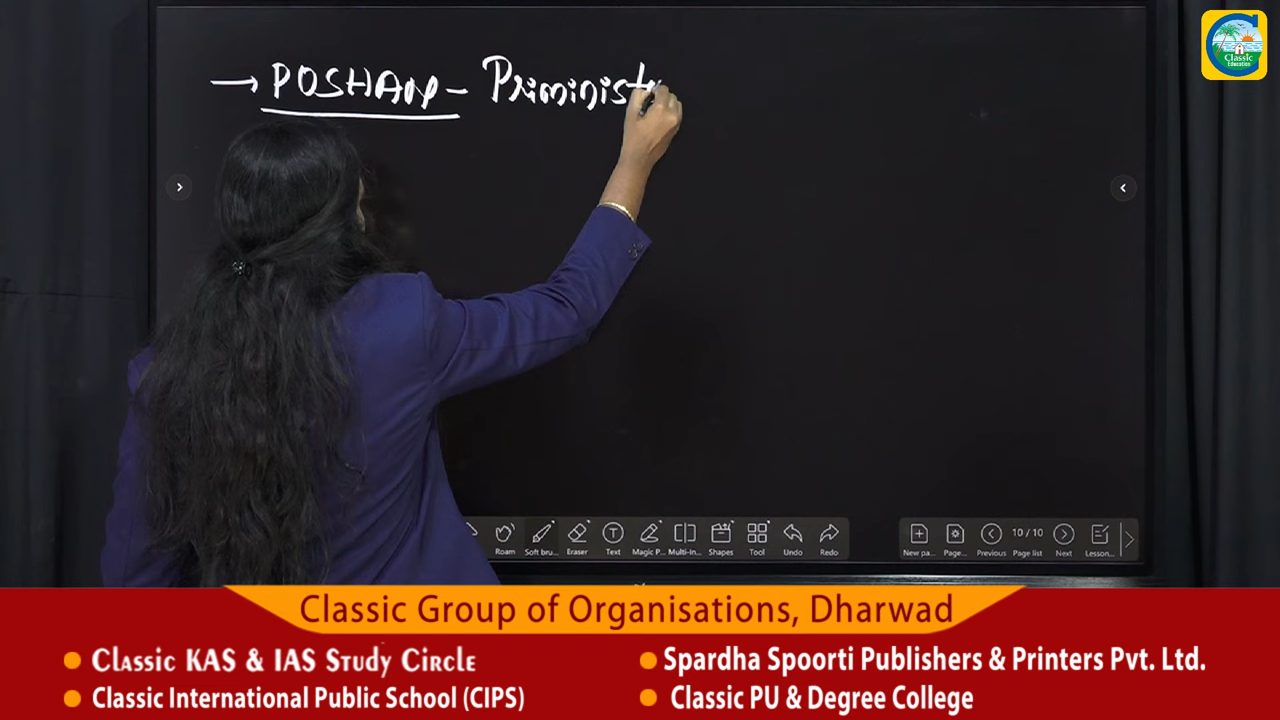 Classic
Education
→ POSHAN - Priminist
Roam
Soft bru...
Eraser
Text
Magic P...
Multi-In...
Shapes
Tool
Undo
Redo
New pa...
Page...
Previous
10 / 10
Page list
Next
Lesson...
Classic Group of Organisations, Dharwad
Classic KAS & IAS Study Circle
Spardha Spoorti Publishers & Printers Pvt. Ltd.
Classic International Public School (CIPS)
Classic PU & Degree College